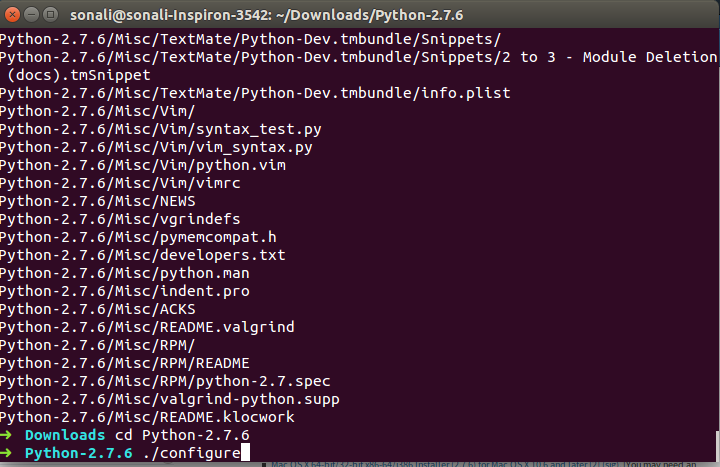 sonali@sonali-Inspiron-3542: ~/Downloads/Python-2.7.6
Python-2.7.6/Misc/TextMate/Python-Dev.tmbundle/Snippets/
Python-2.7.6/Misc/TextMate/Python-Dev.tmbundle/Snippets/2 to 3 - Module Deletion
(docs).tmSnippet
Python-2.7.6/Misc/TextMate/Python-Dev.tmbundle/info.plist
Python-2.7.6/Misc/Vim/
Python-2.7.6/Misc/Vim/syntax_test.py
Python-2.7.6/Misc/Vim/vim_syntax.py
Python-2.7.6/Misc/Vim/python.vim
Python-2.7.6/Misc/Vim/vimrc
Python-2.7.6/Misc/NEWS
Python-2.7.6/Misc/vgrindefs
Python-2.7.6/Misc/pymemcompat.h
Python-2.7.6/Misc/developers.txt
Python-2.7.6/Misc/python.man
Python-2.7.6/Misc/indent.pro
Python-2.7.6/Misc/ACKS
Python-2.7.6/Misc/README.valgrind
Python-2.7.6/Misc/RPM/
Python-2.7.6/Misc/RPM/README
Python-2.7.6/Misc/RPM/python-2.7.spec
Python-2.7.6/Misc/valgrind-python.supp
Python-2.7.6/Misc/README.klocwork
➜ Downloads cd Python-2.7.6
➜ Python-2.7.6 ./configure